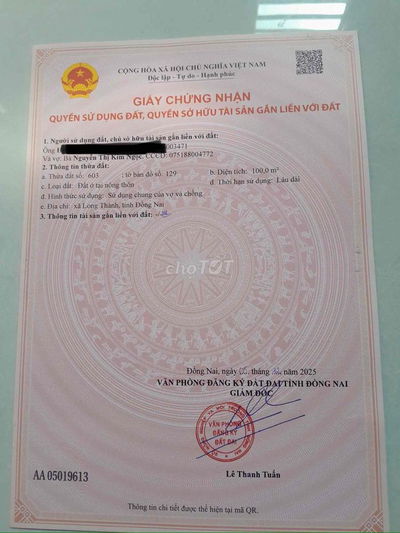 CỘNG HÒA XÃ HỘI CHỦ NGHĨA VIỆT NAM
Độc lập - Tự do - Hạnh phúc
GIẤY CHỨNG NHẬN
QUYỀN SỬ DỤNG ĐẤT, QUYỀN SỞ HỮU TÀI SẢN GẮN LIỀN VỚI ĐẤT
1. Người sử dụng đất, chủ sở hữu tài sản gắn liền với đất:
Ông 003471
Và vợ: Bà Nguyễn Thị Kim Ngọc, CCCD: 075188004772
2. Thông tin thửa đất:
a. Thửa đất số: 603 ; tờ bản đồ số: 129 b. Diện tích: 100,0 m²
c. Loại đất: Đất ở tại nông thôn d. Thời hạn sử dụng: Lâu dài
đ. Hình thức sử dụng: Sử dụng chung của vợ và chồng
e. Địa chỉ: xã Long Thành, tỉnh Đồng Nai
3. Thông tin tài sản gắn liền với đất:
choTỐT
Đồng Nai, ngày tháng năm 2025
VĂN PHÒNG ĐĂNG KÝ ĐẤT ĐAI TỈNH ĐỒNG NAI
GIÁM ĐỐC
VĂN PHÒNG
ĐĂNG KÝ
ĐẤT ĐAI
AA 05019613
Lê Thanh Tuấn
Thông tin chi tiết được thể hiện tại mã QR.